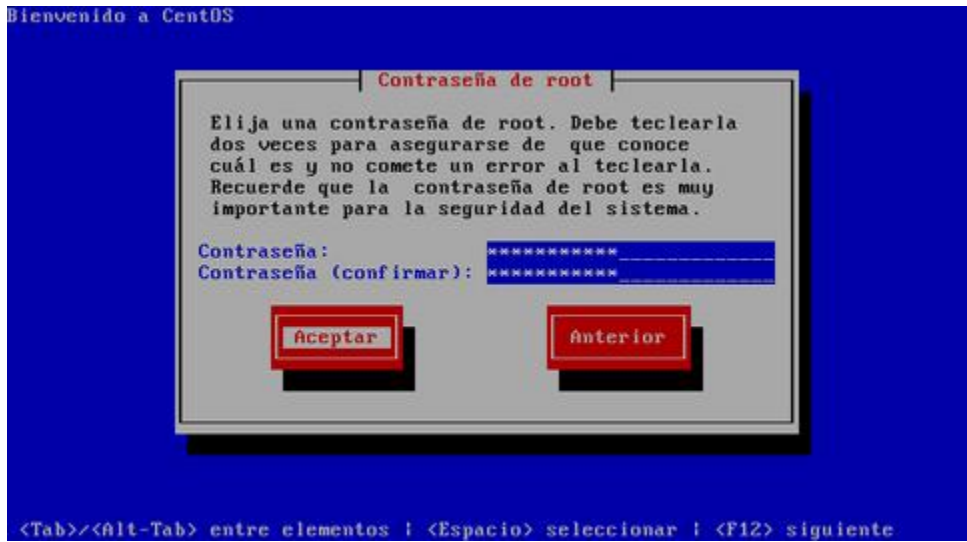 Bienvenido a CentOS
Contraseña de root
Elija una contraseña de root. Debe teclearla
dos veces para asegurarse de  que conoce
cuál es y no comete un error al teclearla.
Recuerde que la  contraseña de root es muy
importante para la seguridad del sistema.
Contraseña: ***********____________
Contraseña (confirmar): ***********____________
Aceptar Anterior
<Tab>/<Alt-Tab> entre elementos | <Espacio> seleccionar | <F12> siguiente